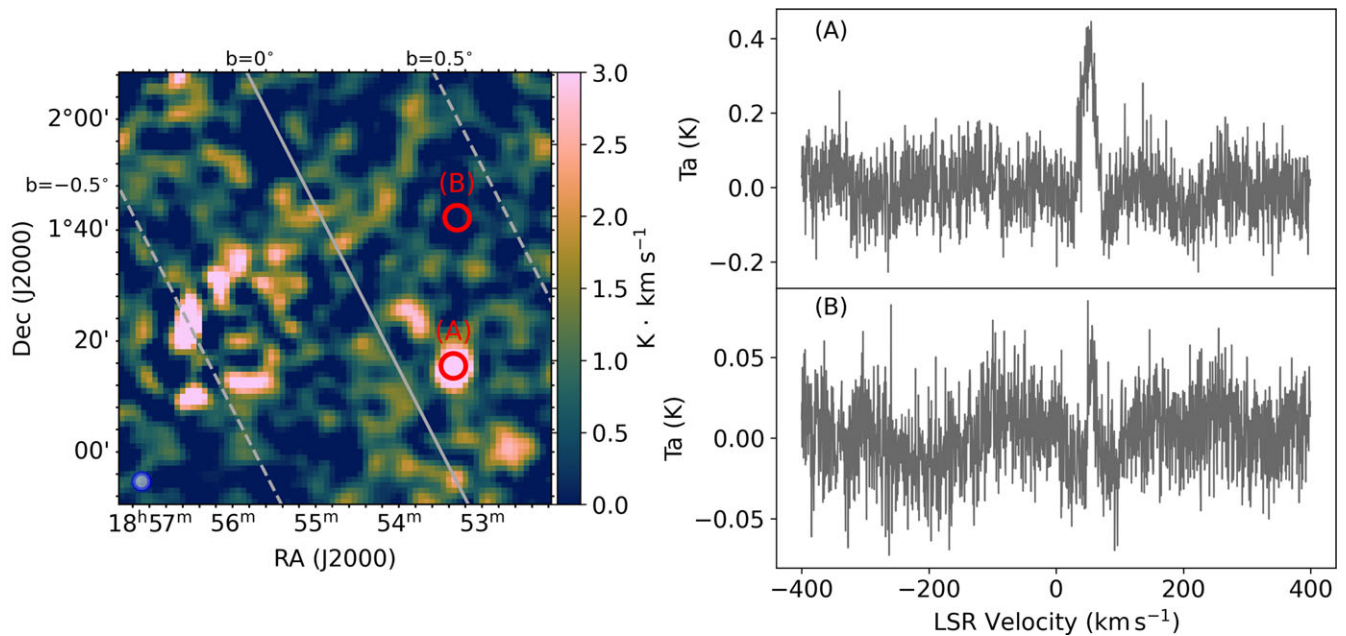 b=0°
b=0.5°
2°00'
b=−0.5°
1°40'
20'
00'
Dec (J2000)
(B)
(A)
18ʰ57ᵐ 56ᵐ 55ᵐ 54ᵐ 53ᵐ
RA (J2000)
3.0
2.5
2.0
1.5
1.0
0.5
0.0
K · km s⁻¹
(A)
0.4
0.2
0.0
−0.2
Ta (K)
(B)
0.05
0.00
−0.05
Ta (K)
−400 −200 0 200 400
LSR Velocity (km s⁻¹)